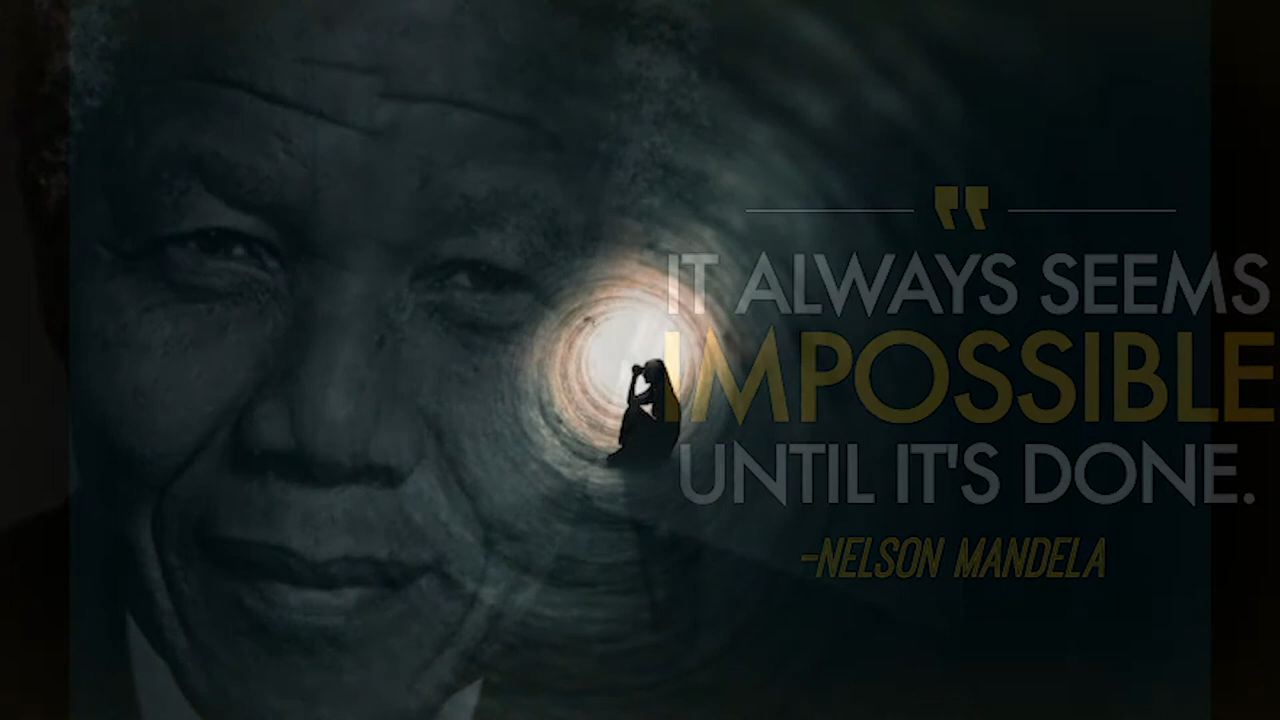 "
IT ALWAYS SEEMS
IMPOSSIBLE
UNTIL IT'S DONE.
-NELSON MANDELA